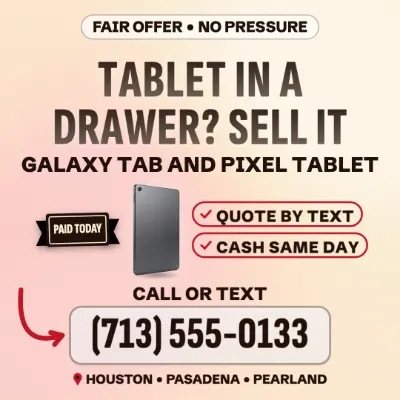 FAIR OFFER • NO PRESSURE
TABLET IN A
DRAWER? SELL IT
GALAXY TAB AND PIXEL TABLET
PAID TODAY
QUOTE BY TEXT
CASH SAME DAY
CALL OR TEXT
(713) 555-0133
HOUSTON • PASADENA • PEARLAND